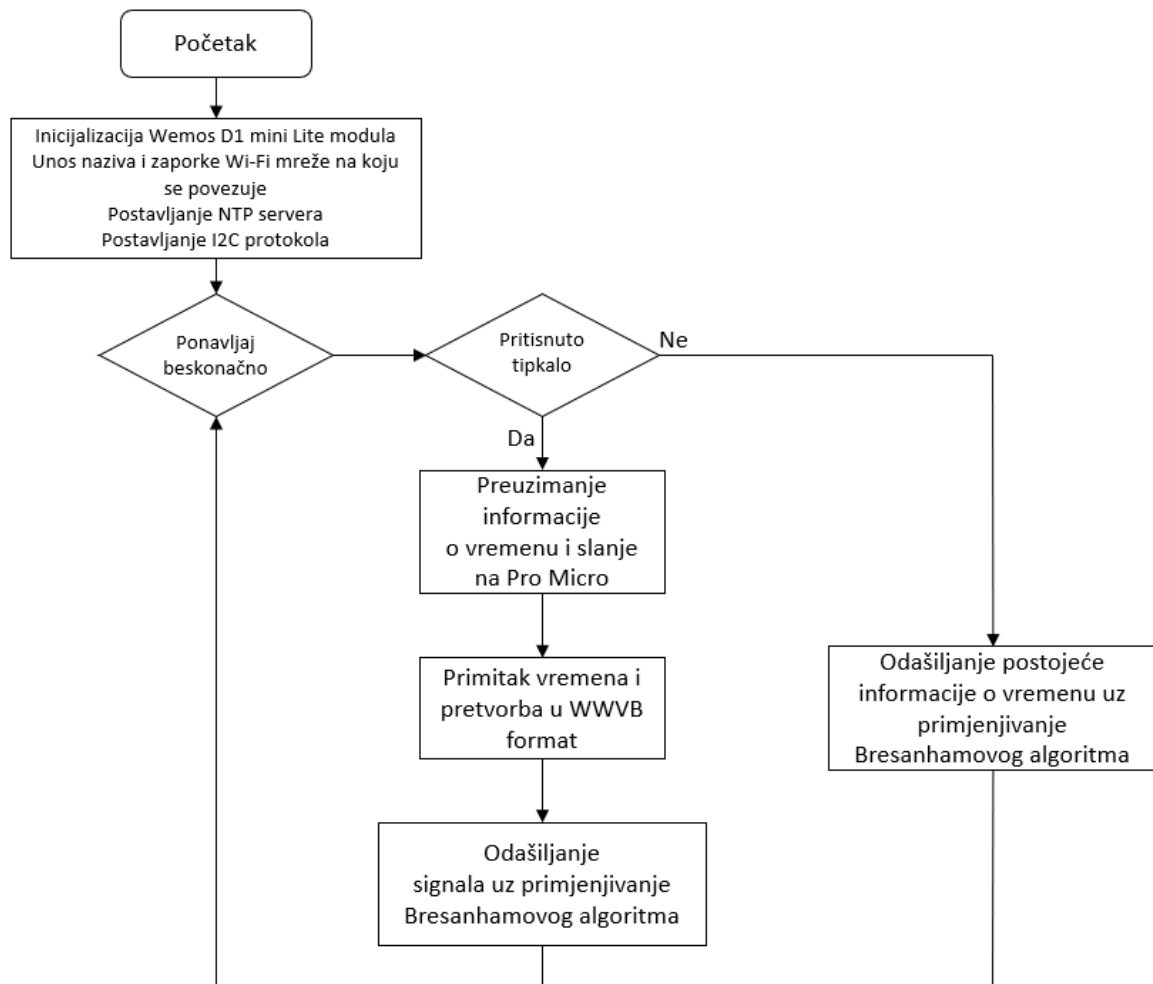 Početak
Inicijalizacija Wemos D1 mini Lite modula
Unos naziva i zaporke Wi-Fi mreže na koju
se povezuje
Postavljanje NTP servera
Postavljanje I2C protokola
Ponavljaj
beskonačno
Pritisnuto
tipkalo
Ne
Da
Preuzimanje
informacije
o vremenu i slanje
na Pro Micro
Primitak vremena i
pretvorba u WWVB
format
Odašiljanje postojeće
informacije o vremenu uz
primjenjivanje
Bresanhamovog algoritma
Odašiljanje
signala uz primjenjivanje
Bresanhamovog algoritma